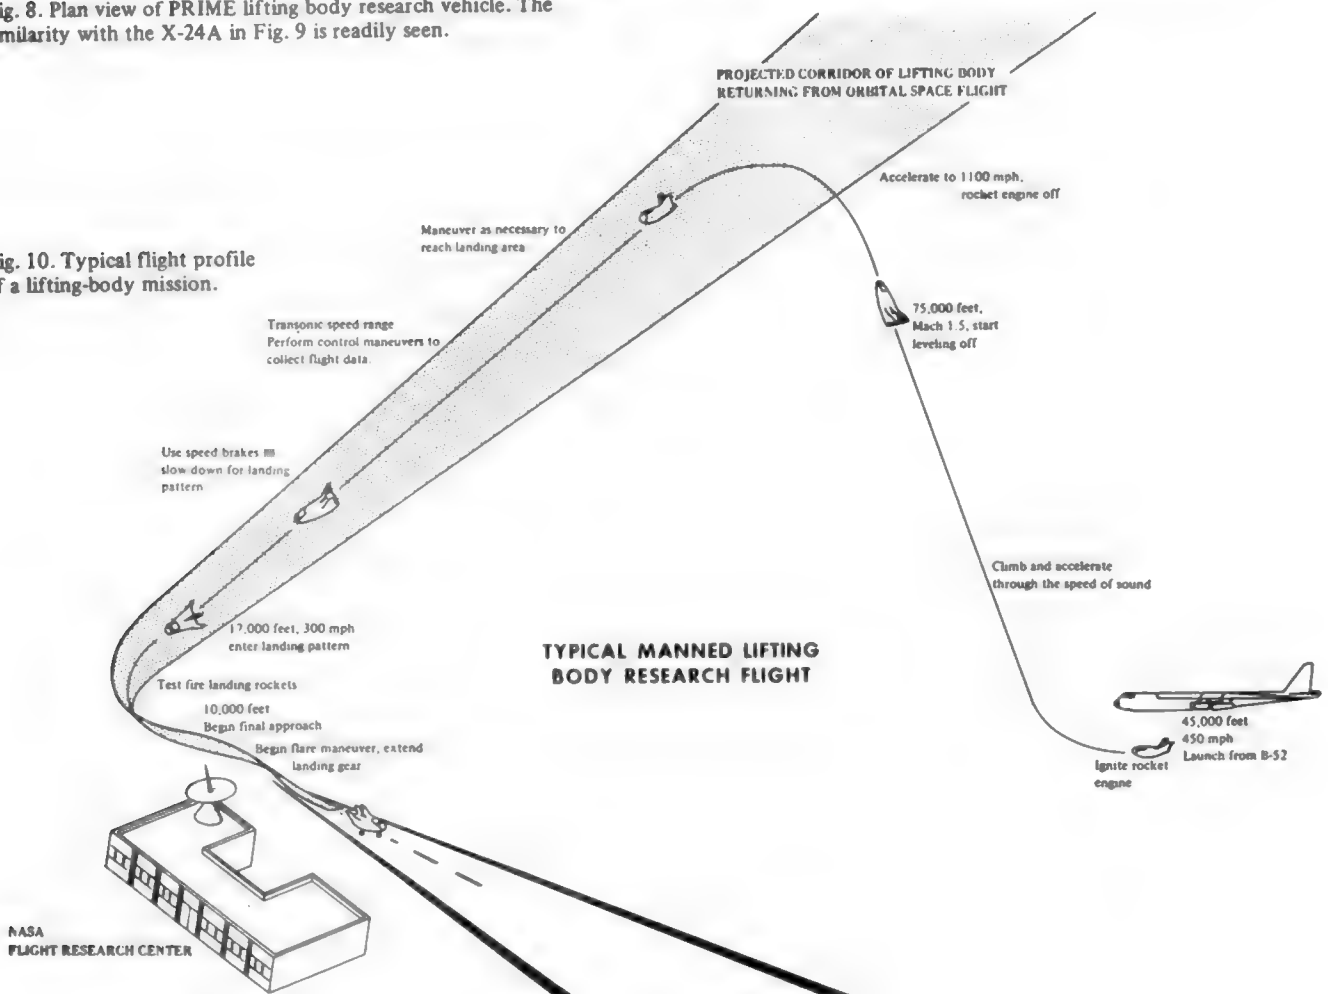 ig. 8. Plan view of PRIME lifting body research vehicle. The
milarity with the X-24A in Fig. 9 is readily seen.
PROJECTED CORRIDOR OF LIFTING BODY
RETURNING FROM ORBITAL SPACE FLIGHT
Accelerate to 1100 mph,
rocket engine off
Maneuver as necessary to
reach landing area
ig. 10. Typical flight profile
f a lifting-body mission.
75,000 feet,
Mach 1.5, start
leveling off
Transonic speed range
Perform control maneuvers to
collect flight data.
Use speed brakes
slow down for landing
pattern
Climb and accelerate
through the speed of sound
17,000 feet, 300 mph
enter landing pattern
TYPICAL MANNED LIFTING
BODY RESEARCH FLIGHT
Test fire landing rockets
10,000 feet
Begin final approach
Begin flare maneuver, extend
landing gear
45,000 feet
450 mph
Launch from B-52
Ignite rocket
engine
NASA
FLIGHT RESEARCH CENTER